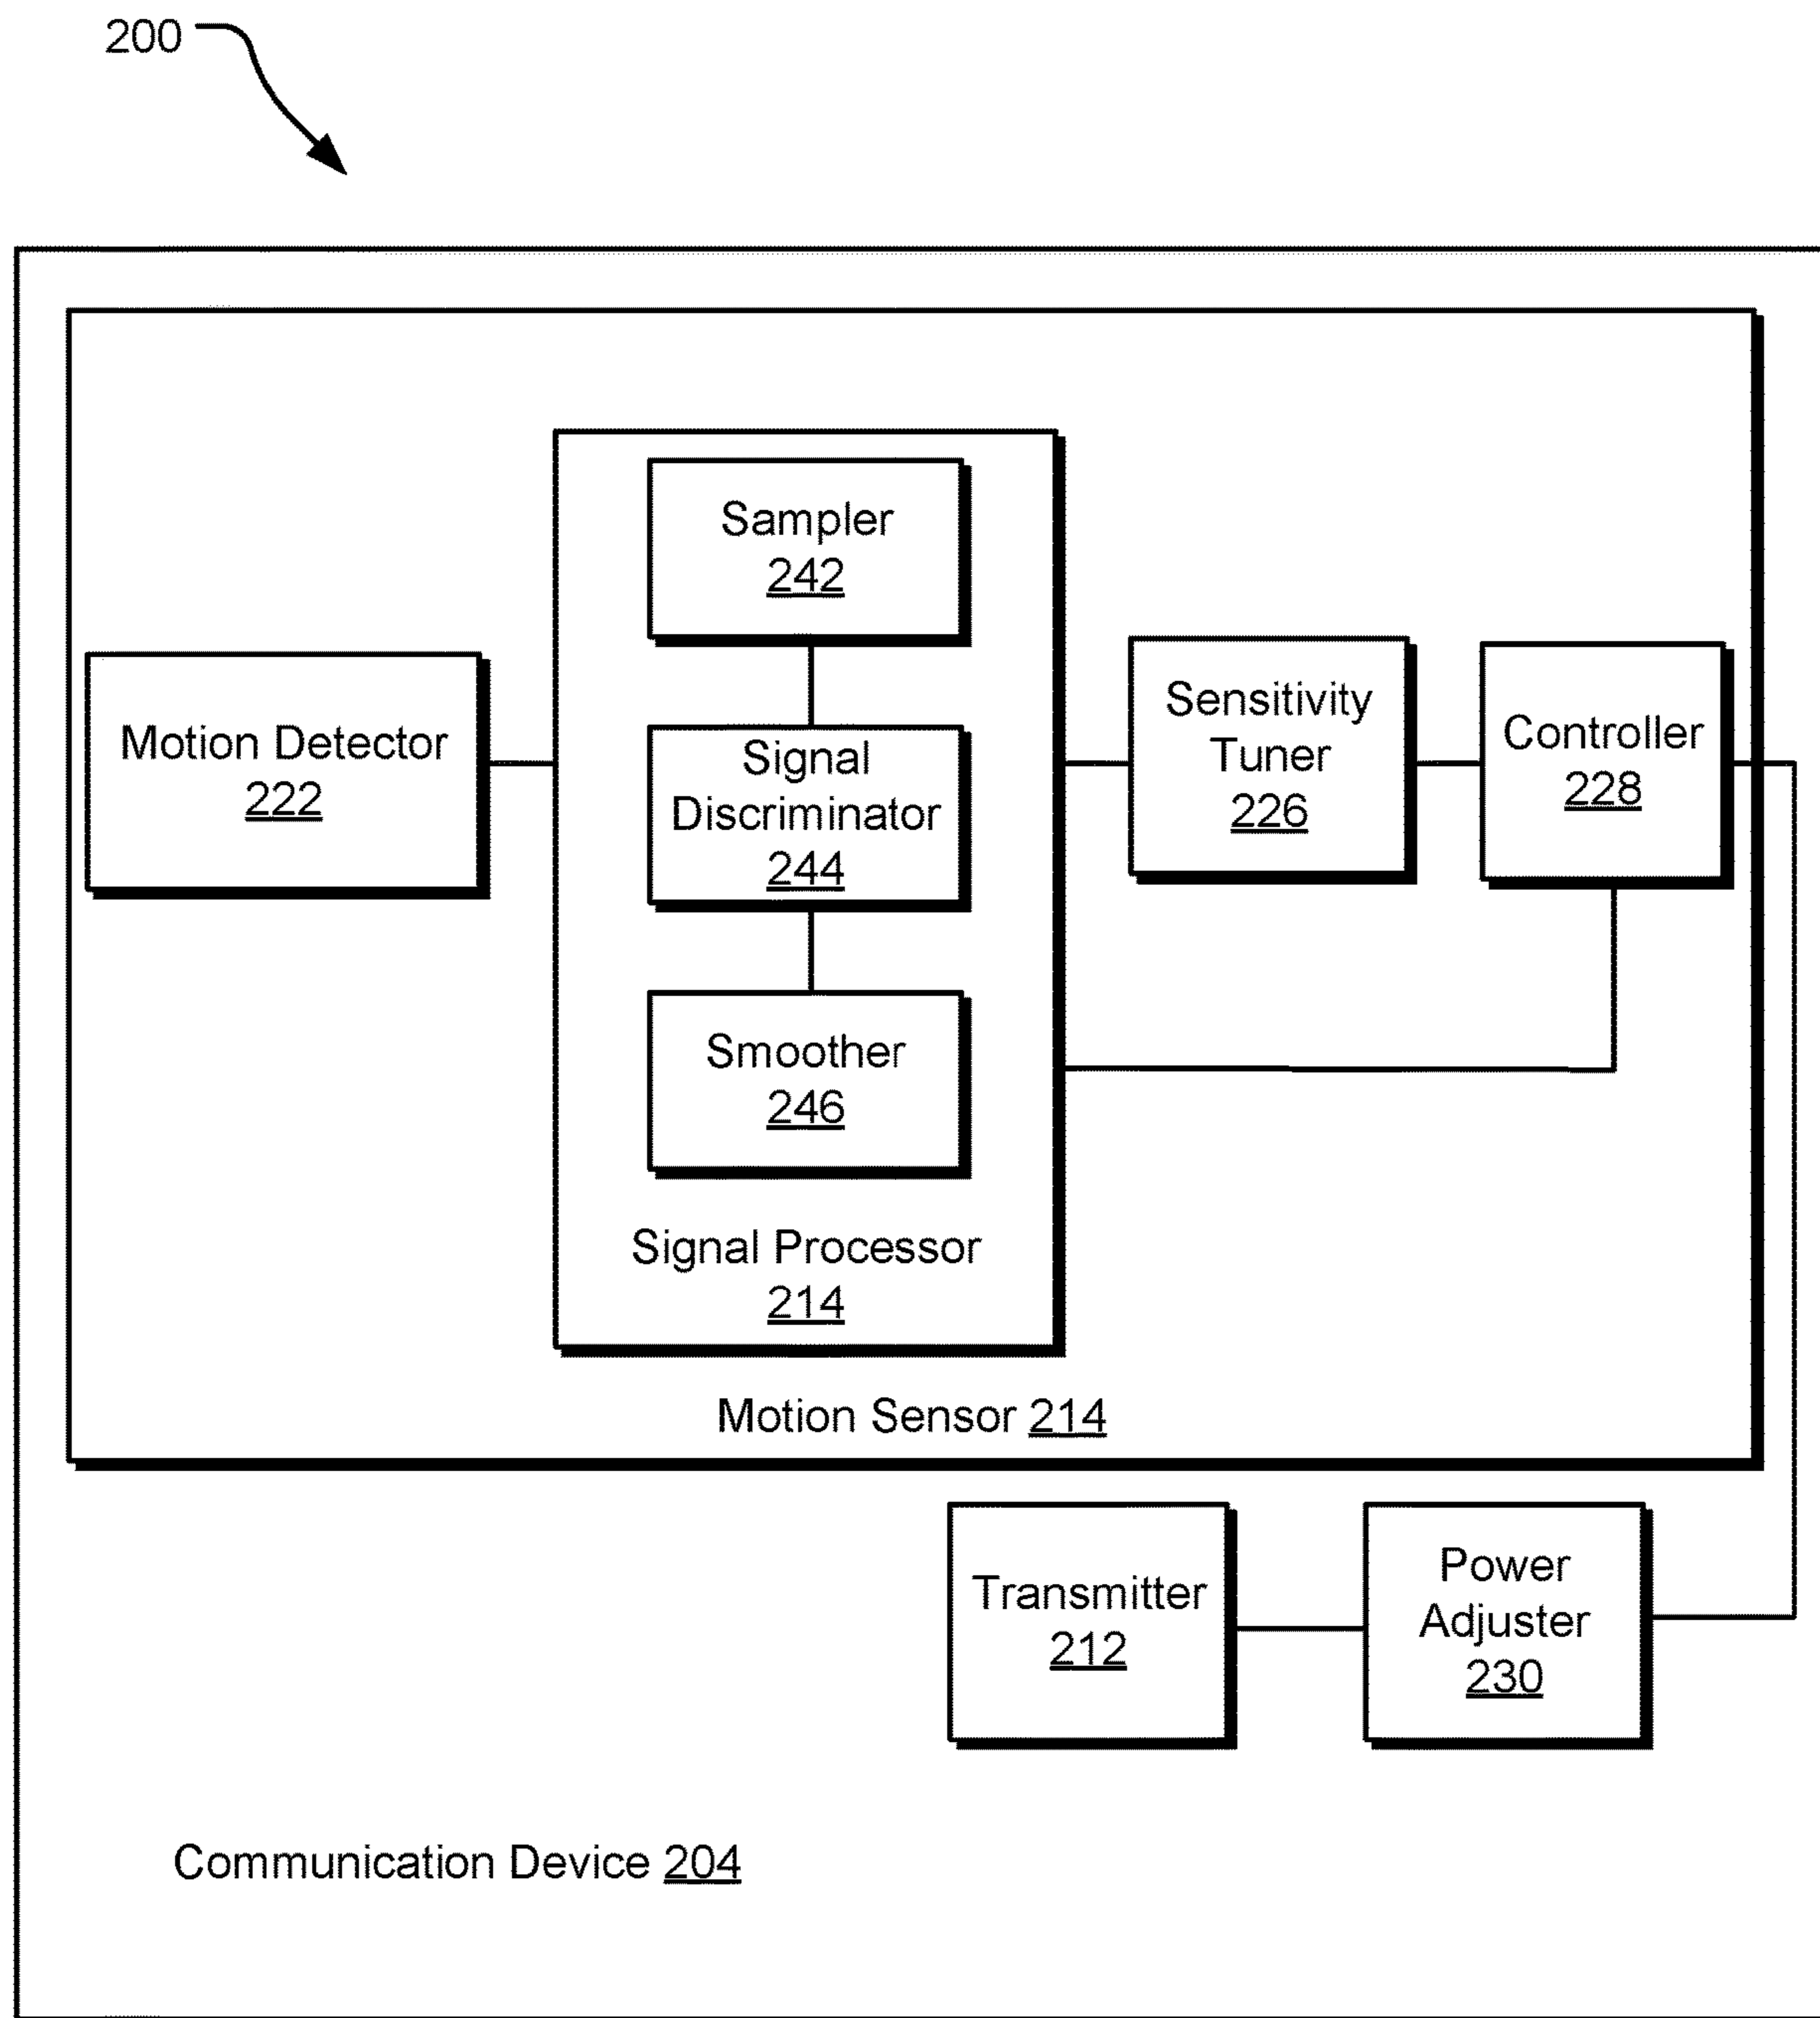 200
Sampler
242
Motion Detector
222
Signal
Discriminator
244
Sensitivity
Tuner
226
Controller
228
Smoother
246
Signal Processor
214
Motion Sensor 214
Transmitter
212
Power
Adjuster
230
Communication Device 204